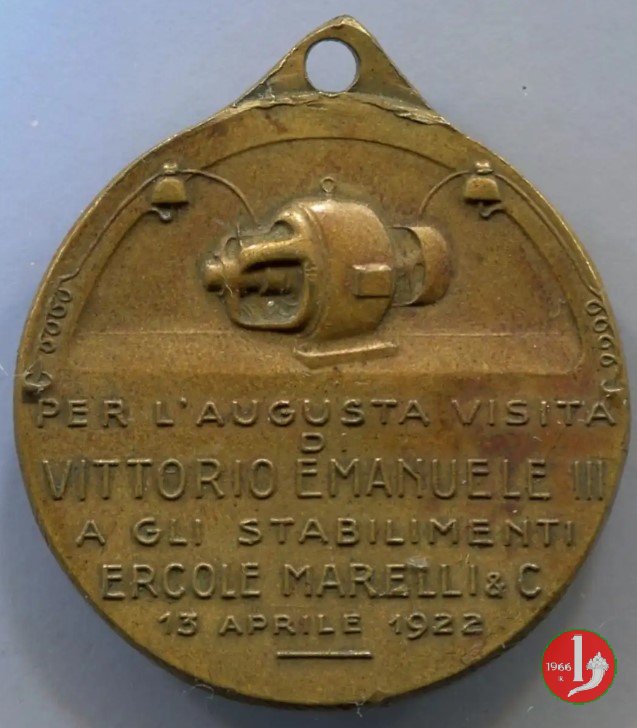 PER L'AUGUSTA VISITA
DI
VITTORIO EMANUELE III
A GLI STABILIMENTI
ERCOLE MARELLI & C
13 APRILE 1922
1966
R